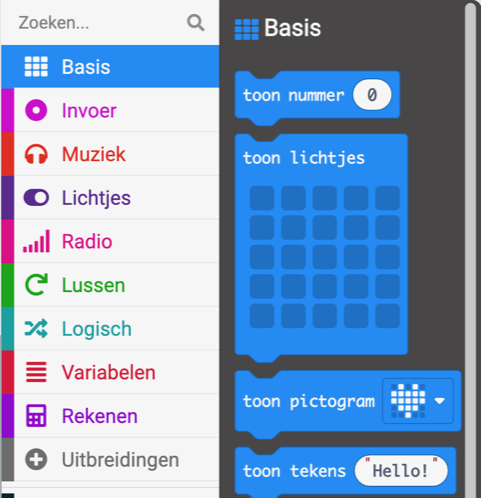 Zoeken...
Basis
Invoer
Muziek
Lichtjes
Radio
Lussen
Logisch
Variabelen
Rekenen
Uitbreidingen
Basis
toon nummer 0
toon lichtjes
toon pictogram
toon tekens "Hello!"